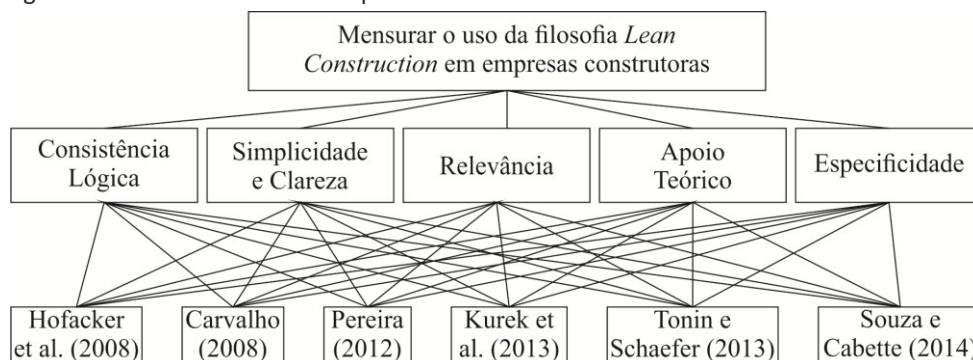 Mensurar o uso da filosofia Lean
Construction em empresas construtoras
Consistência
Lógica
Simplicidade
e Clareza
Relevância
Apoio
Teórico
Especificidade
Hofacker
et al. (2008)
Carvalho
(2008)
Pereira
(2012)
Kurek et
al. (2013)
Tonin e
Schaefer (2013)
Souza e
Cabette (2014)